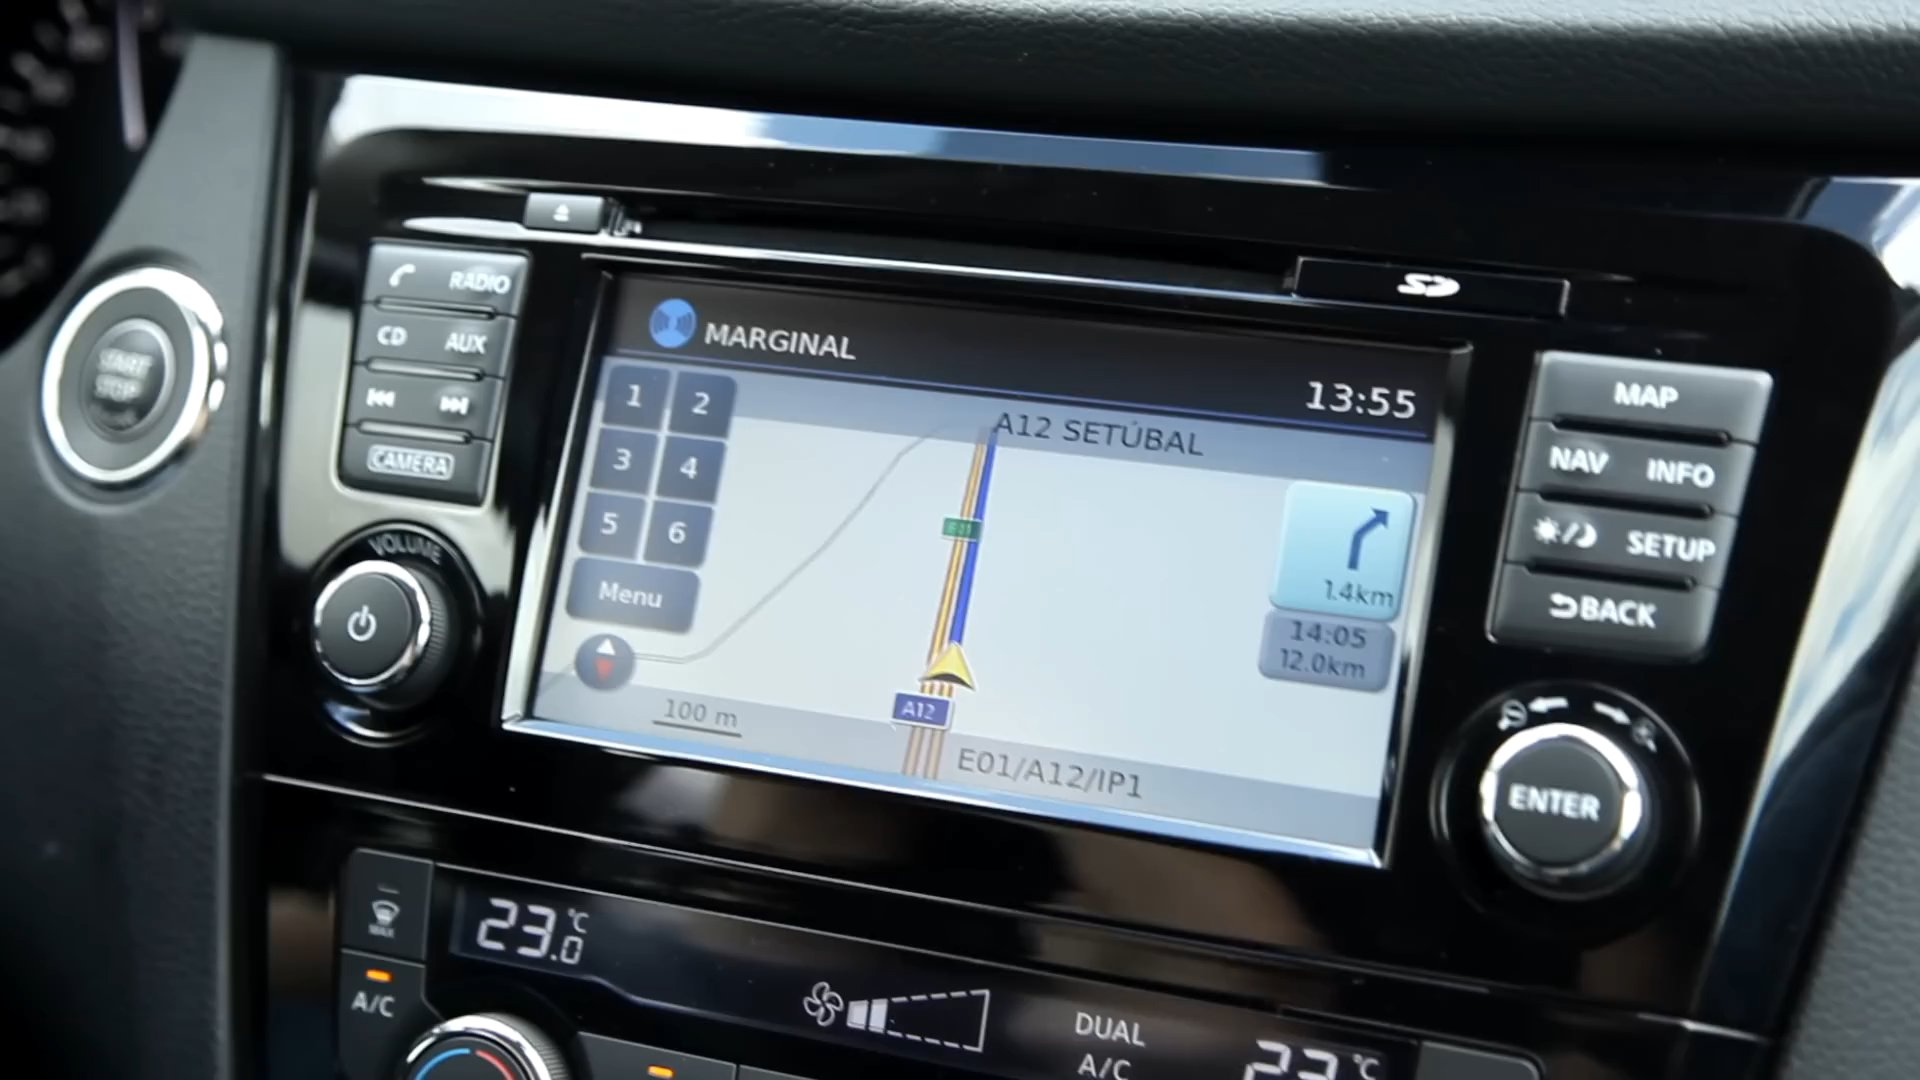 RADIO
CD AUX
CAMERA
VOLUME
START
STOP
MARGINAL
13:55
A12 SETÚBAL
1 2
3 4
5 6
Menu
1.4km
14:05
12.0km
100 m
A12
E01/A12/IP1
MAP
NAV INFO
SETUP
BACK
ENTER
MAX
A/C
23.0 °C
DUAL
A/C
23 °C